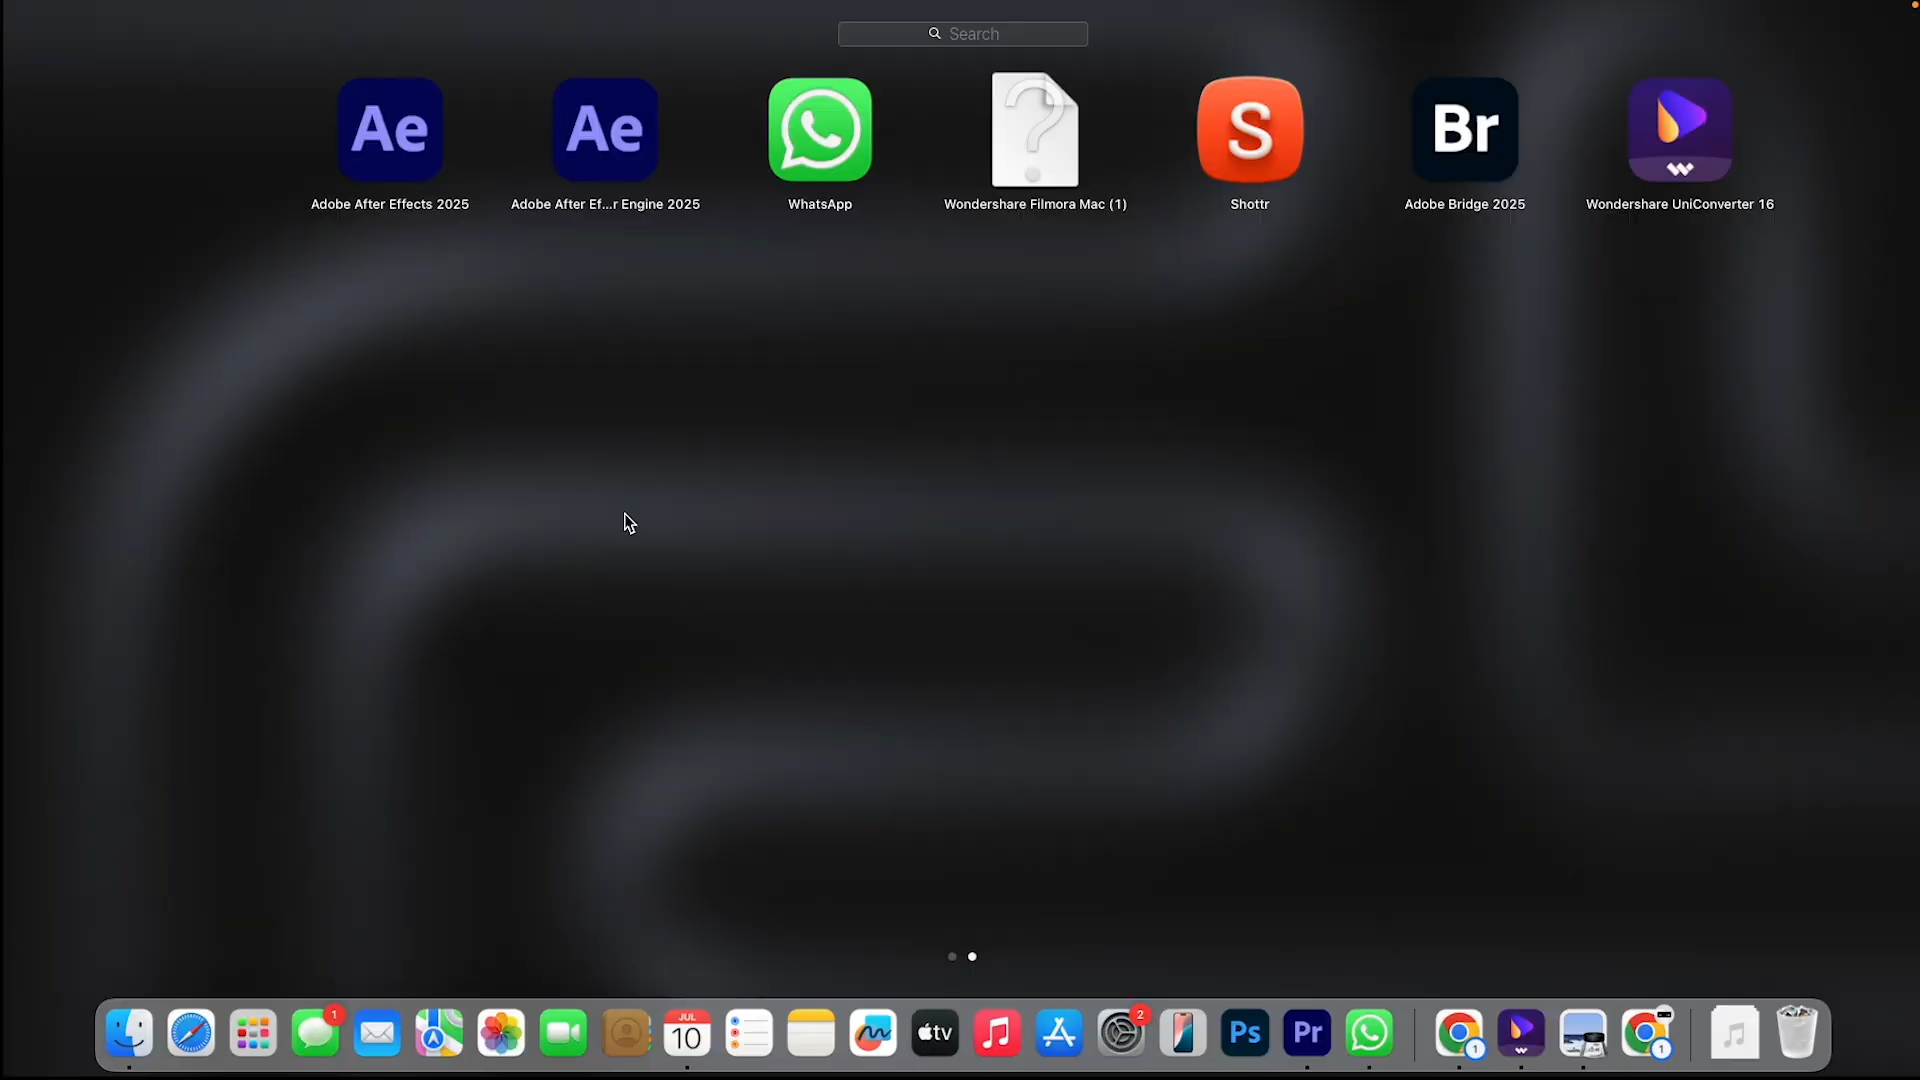 Search
Ae
Ae
S
Br
Adobe After Effects 2025
Adobe After Ef...r Engine 2025
WhatsApp
Wondershare Filmora Mac (1)
Shottr
Adobe Bridge 2025
Wondershare UniConverter 16
1
JUL
10
tv
2
Ps
Pr
1
1